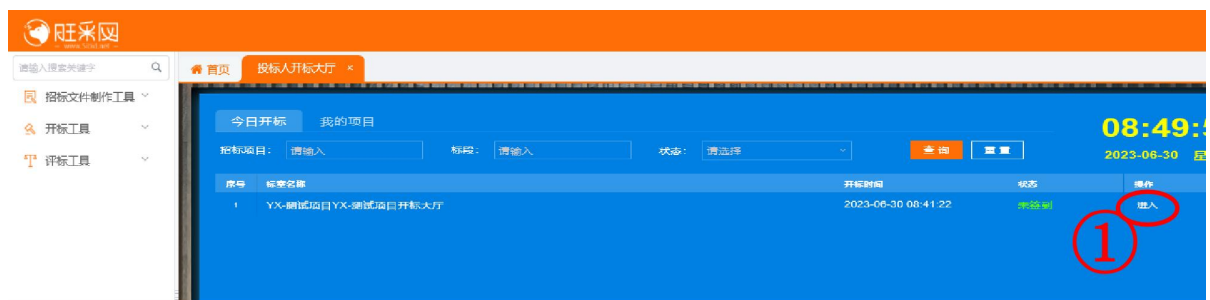 旺采网
请输入搜索关键字
首页
投标人开标大厅 ×
招标文件制作工具
开标工具
评标工具
今日开标 我的项目
招标项目： 请输入 标段： 请输入 状态： 请选择 查询 重置
08:49:
2023-06-30 星
序号 标室名称 开标时间 状态 操作
1 YX-测试项目YX-测试项目开标大厅 2023-06-30 08:41:22 未签到 进入
1